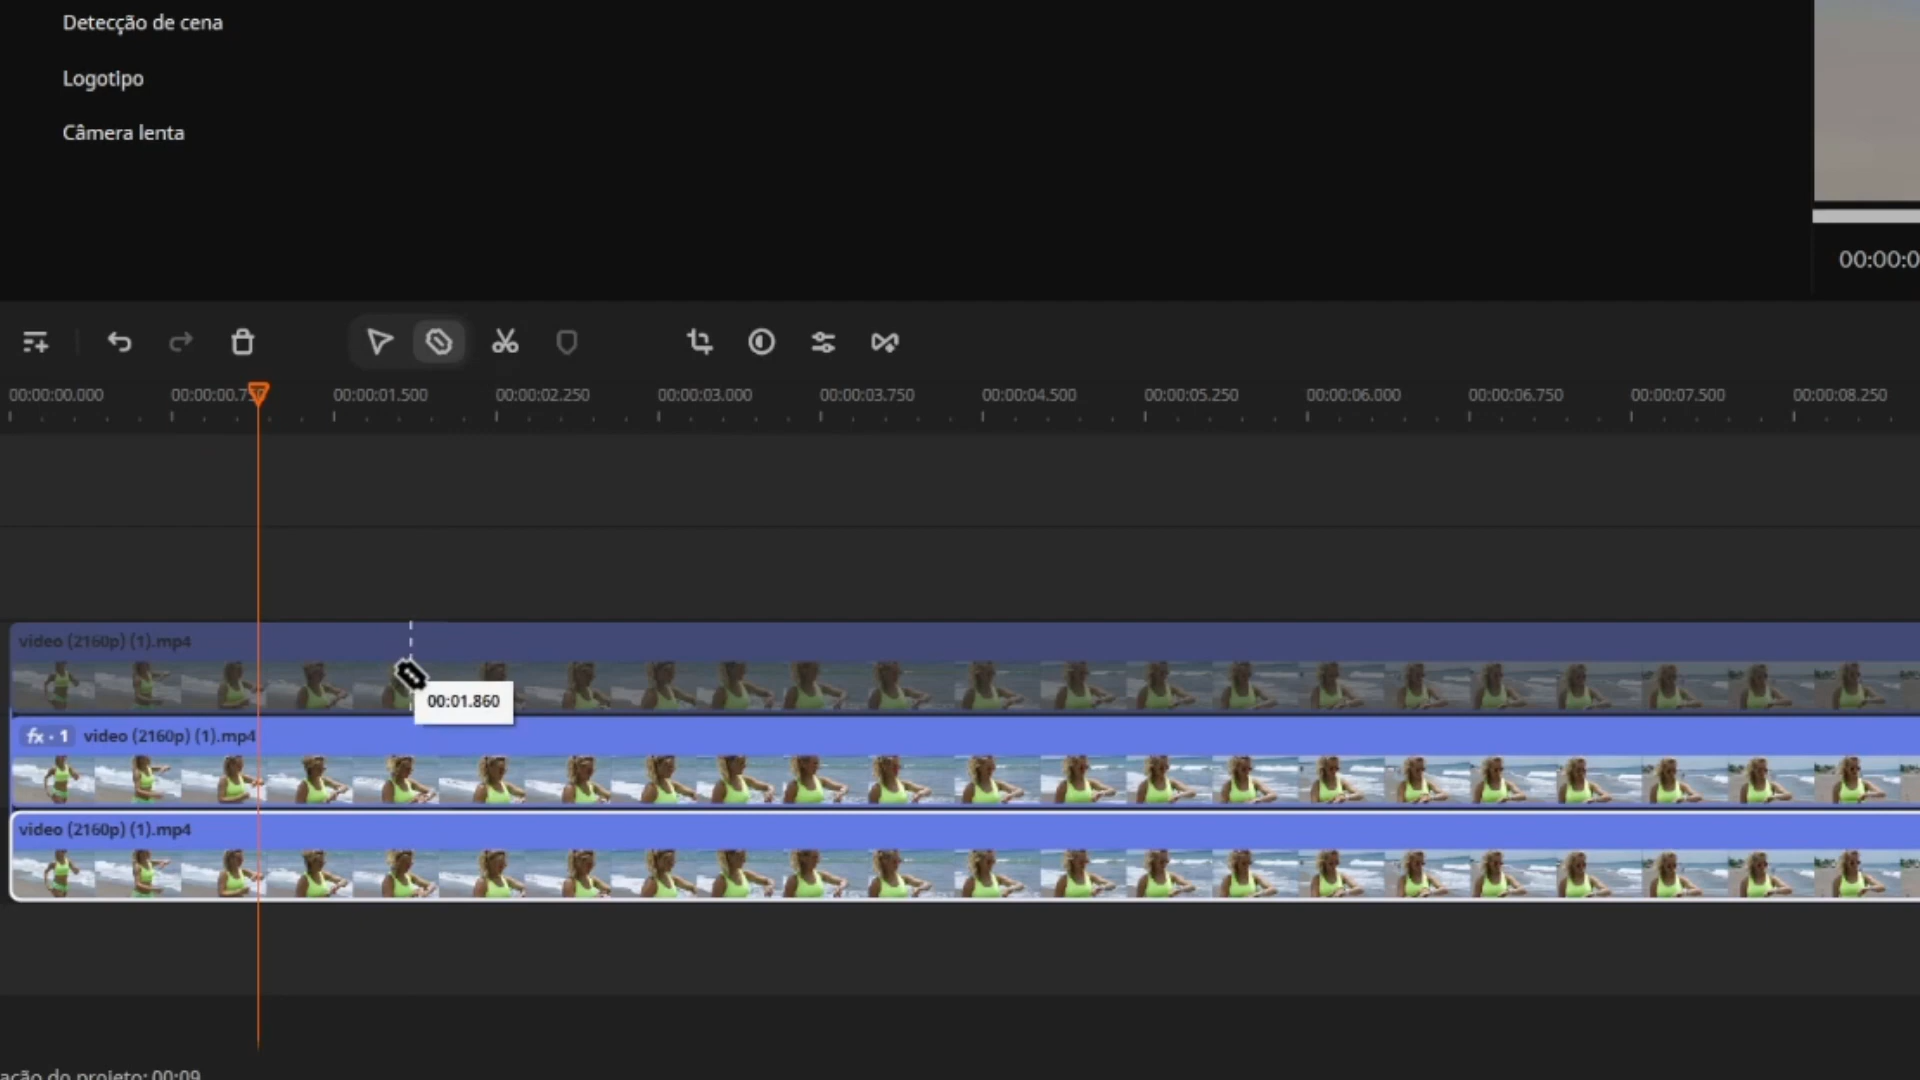 Detecção de cena
Logotipo
Câmera lenta
00:00:0
00:00:00.000 00:00:00.750 00:00:01.500 00:00:02.250 00:00:03.000 00:00:03.750 00:00:04.500 00:00:05.250 00:00:06.000 00:00:06.750 00:00:07.500 00:00:08.250
video (2160p) (1).mp4
00:01.860
fx · 1 video (2160p) (1).mp4
video (2160p) (1).mp4
ação do projeto: 00:09